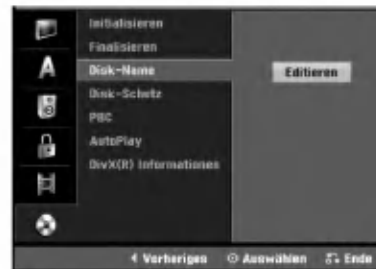 Initialisieren
Finalisieren
Disk-Name
Editieren
Disk-Schutz
PBC
AutoPlay
DivX(R) Informationen
Vorheriges Auswählen Ende